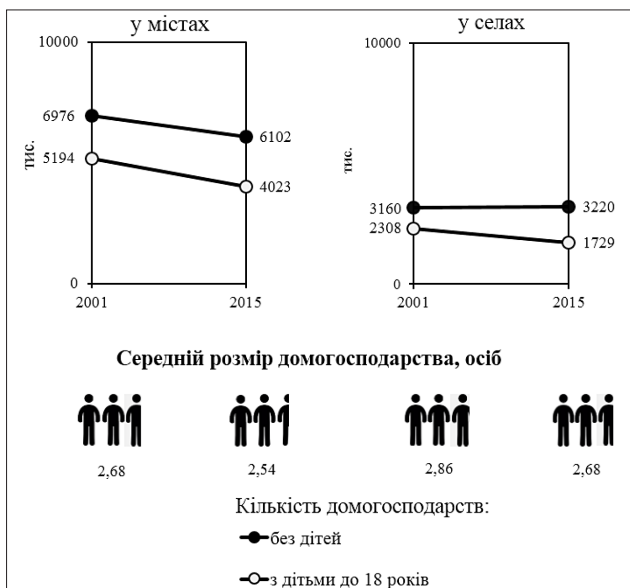 у містах
10000
6976
6102
5194
4023
тис.
0
2001
2015
у селах
10000
3160
3220
2308
1729
тис.
0
2001
2015
Середній розмір домогосподарства, осіб
2,68
2,54
2,86
2,68
Кількість домогосподарств:
без дітей
з дітьми до 18 років